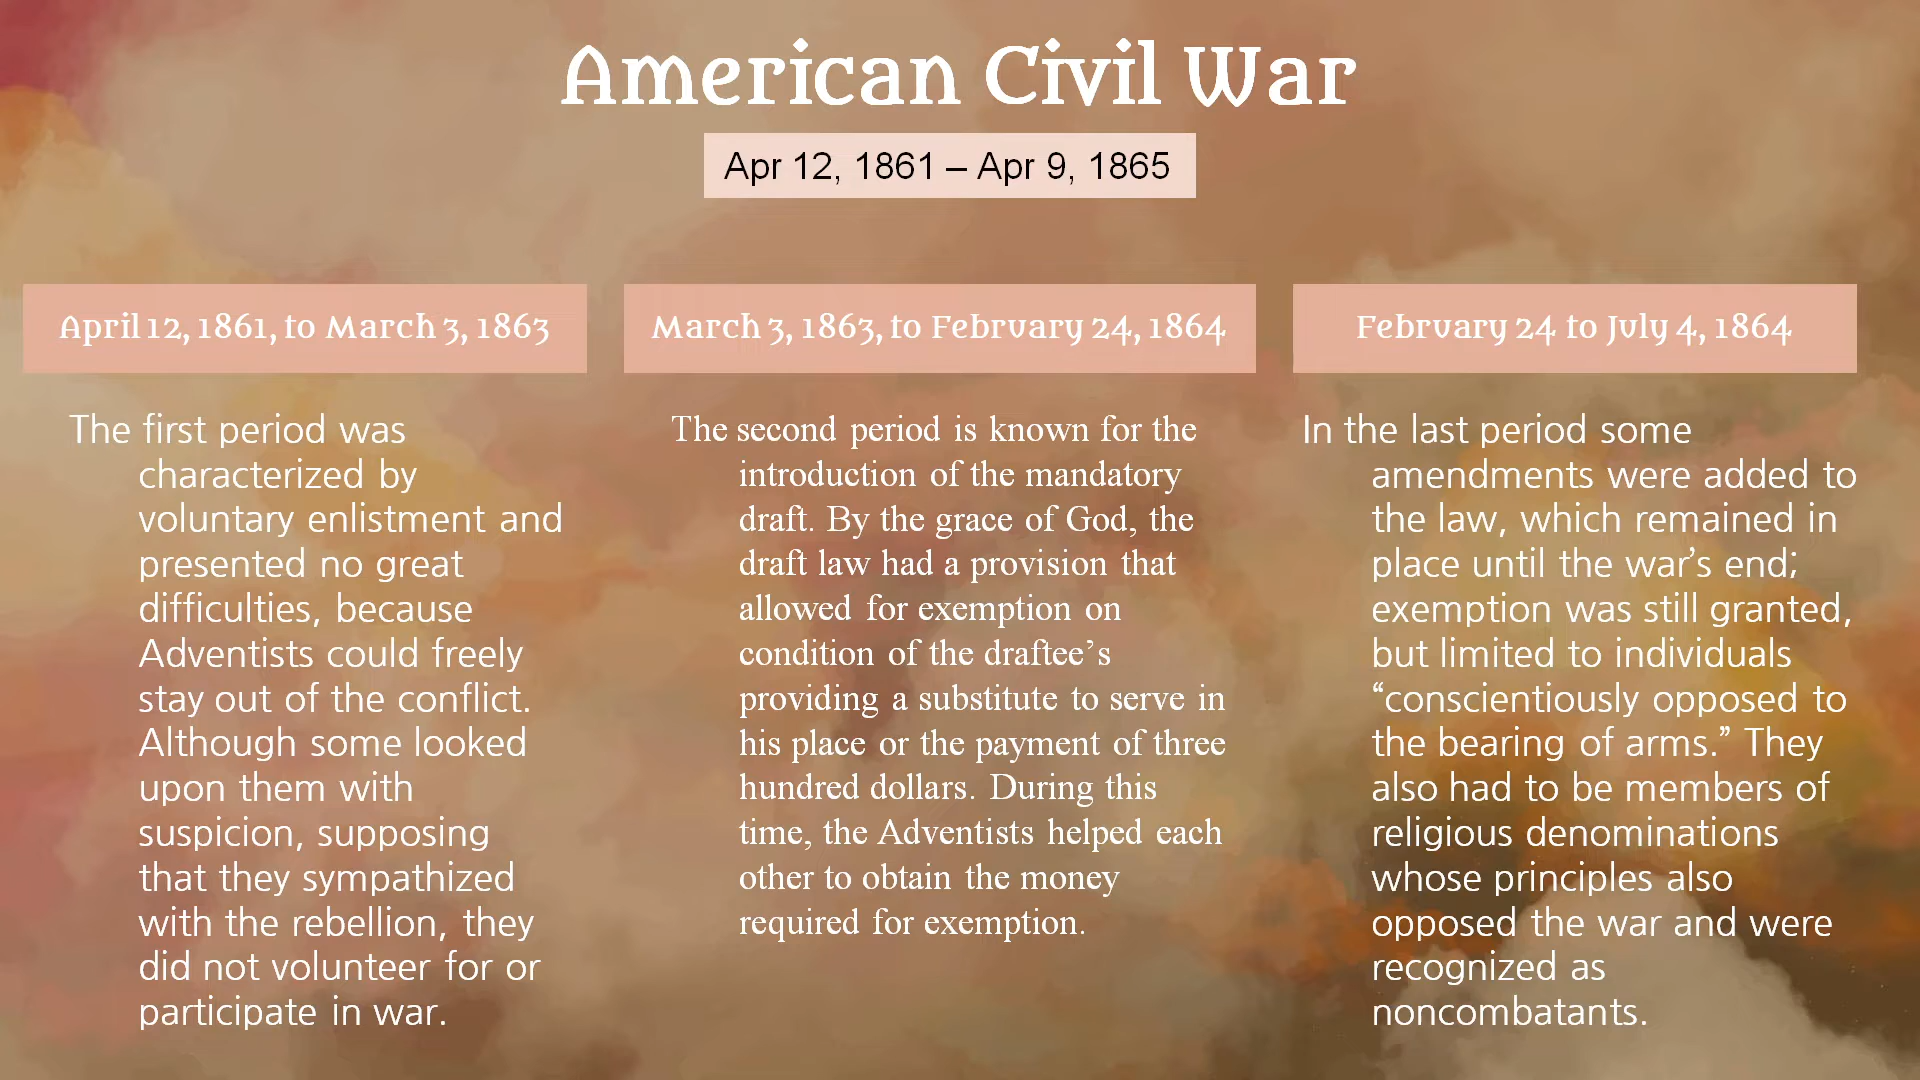 American Civil War
Apr 12, 1861 – Apr 9, 1865
April 12, 1861, to March 3, 1863
The first period was
characterized by
voluntary enlistment and
presented no great
difficulties, because
Adventists could freely
stay out of the conflict.
Although some looked
upon them with
suspicion, supposing
that they sympathized
with the rebellion, they
did not volunteer for or
participate in war.
March 3, 1863, to February 24, 1864
The second period is known for the
introduction of the mandatory
draft. By the grace of God, the
draft law had a provision that
allowed for exemption on
condition of the draftee’s
providing a substitute to serve in
his place or the payment of three
hundred dollars. During this
time, the Adventists helped each
other to obtain the money
required for exemption.
February 24 to July 4, 1864
In the last period some
amendments were added to
the law, which remained in
place until the war’s end;
exemption was still granted,
but limited to individuals
“conscientiously opposed to
the bearing of arms.” They
also had to be members of
religious denominations
whose principles also
opposed the war and were
recognized as
noncombatants.